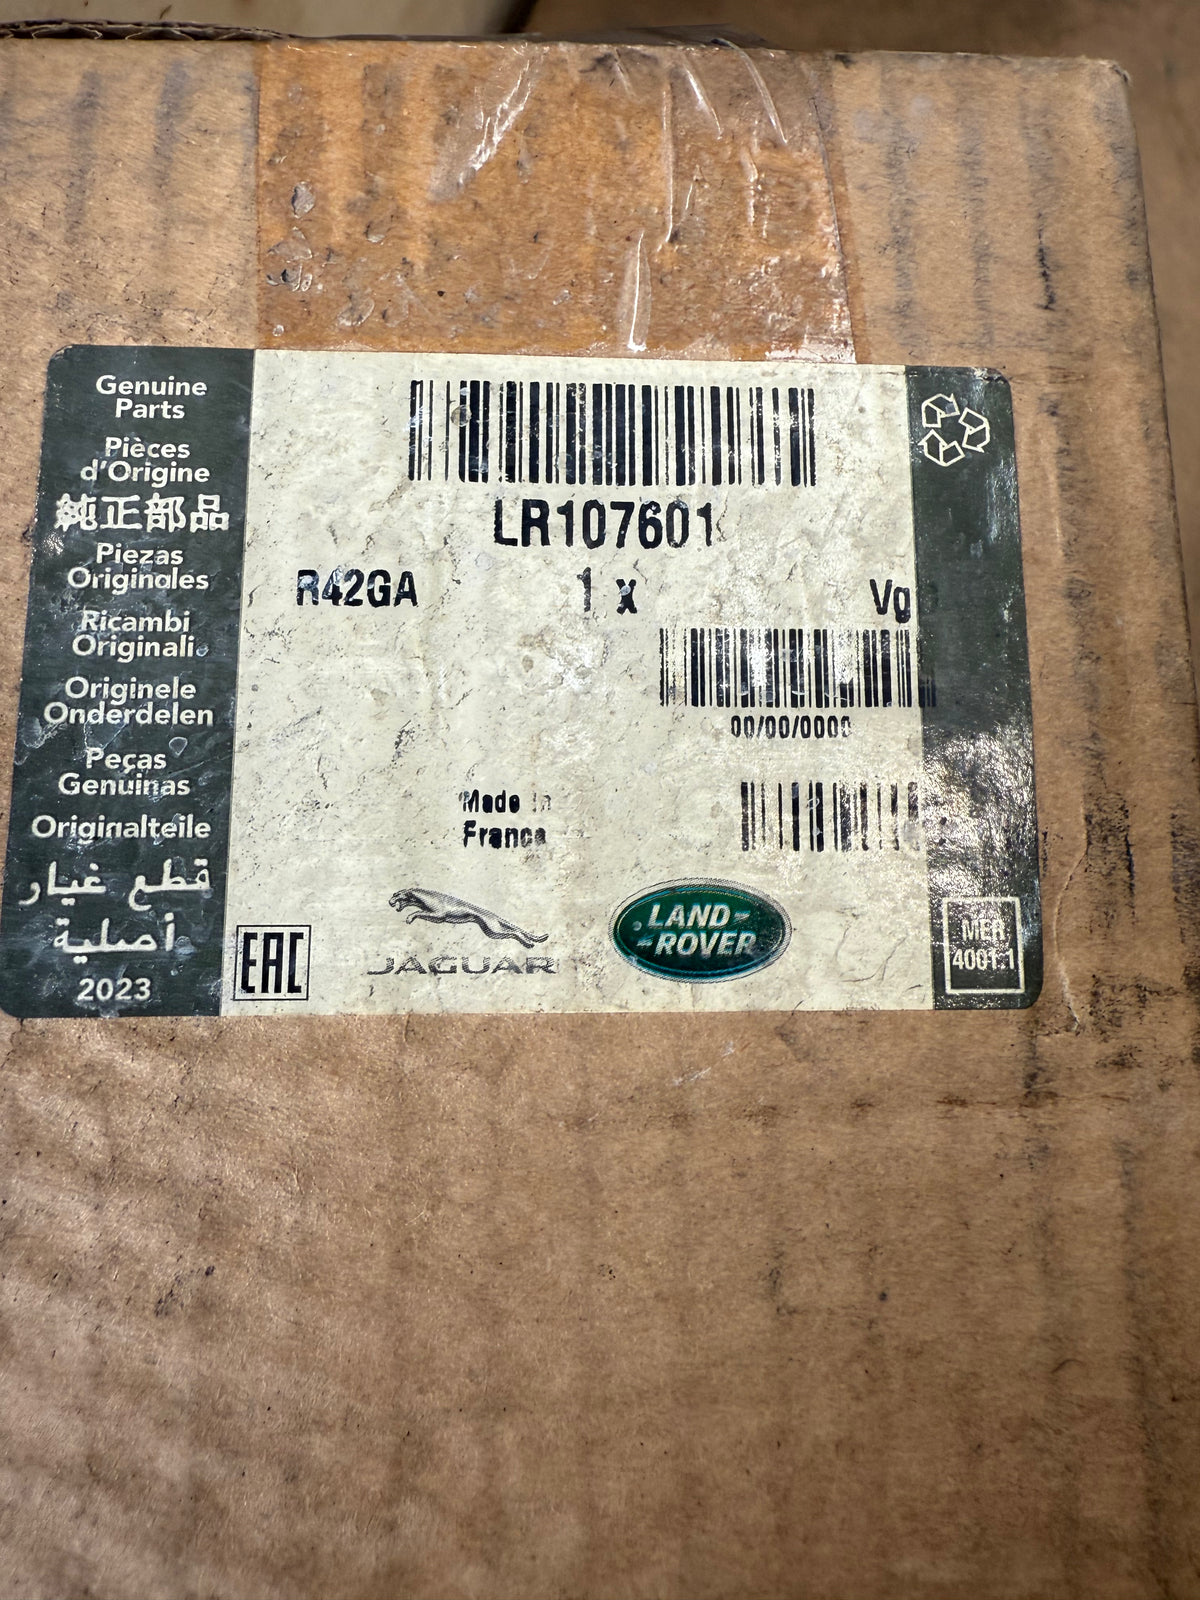 Genuine
Parts
Pièces
d'Origine
純正部品
Piezas
Originales
Ricambi
Originali
Originele
Onderdelen
Peças
Genuinas
Originalteile
قطع غيار
أصلية
2023
LR107601
R42GA 1 x Vg
00/00/0000
Made in
France
EAC
JAGUAR
LAND-
-ROVER
MER
4001.1